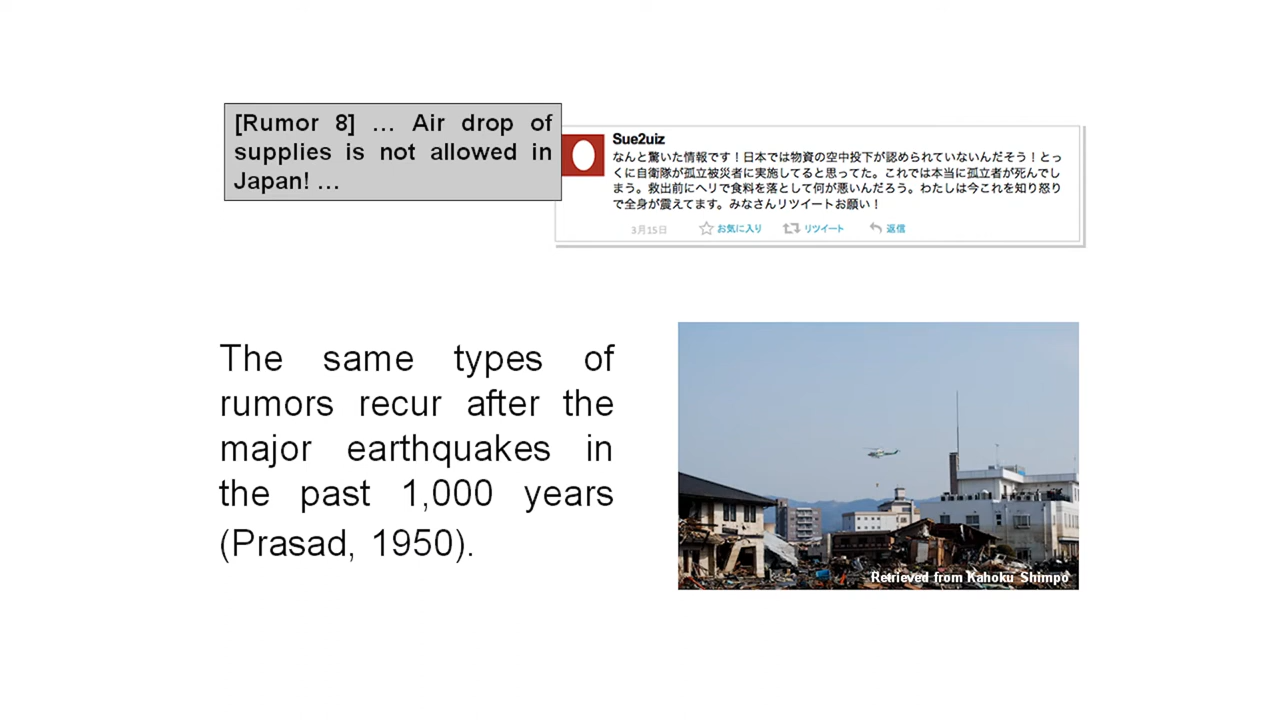 [Rumor 8] … Air drop of
supplies is not allowed in
Japan! …
Sue2uiz
なんと驚いた情報です！日本では物資の空中投下が認められていないんだそう！とっ
くに自衛隊が孤立被災者に実施してると思ってた。これでは本当に孤立者が死んでし
まう。救出前にヘリで食料を落として何が悪いんだろう。わたしは今これを知り怒り
で全身が震えてます。みなさんリツイートお願い！
3月15日 お気に入り リツイート 返信
The same types of
rumors recur after the
major earthquakes in
the past 1,000 years
(Prasad, 1950).
Retrieved from Kahoku Shimpo